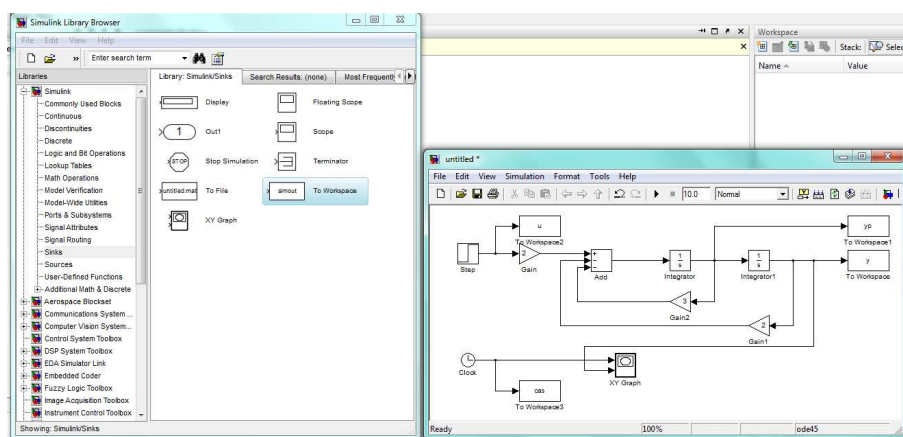 Simulink Library Browser
File Edit View Help
» Enter search term
Libraries
Library: Simulink/Sinks Search Results: (none) Most Frequently
Simulink
Commonly Used Blocks
Continuous
Discontinuities
Discrete
Logic and Bit Operations
Lookup Tables
Math Operations
Model Verification
Model-Wide Utilities
Ports & Subsystems
Signal Attributes
Signal Routing
Sinks
Sources
User-Defined Functions
Additional Math & Discrete
Aerospace Blockset
Communications System ...
Computer Vision System...
Control System Toolbox
DSP System Toolbox
EDA Simulator Link
Embedded Coder
Fuzzy Logic Toolbox
Image Acquisition Toolbox
Instrument Control Toolbox
Display
Floating Scope
1 Out1
Scope
STOP Stop Simulation
Terminator
untitled.mat To File
simout To Workspace
XY Graph
Showing: Simulink/Sinks
Workspace
Stack: Selec
Name Value
untitled *
File Edit View Simulation Format Tools Help
10.0 Normal
u
To Workspace2
yp
To Workspace1
Step
2
Gain
Add
1
s
Integrator
1
s
Integrator1
y
To Workspace
3
Gain2
2
Gain1
Clock
XY Graph
cas
To Workspace3
Ready 100% ode45